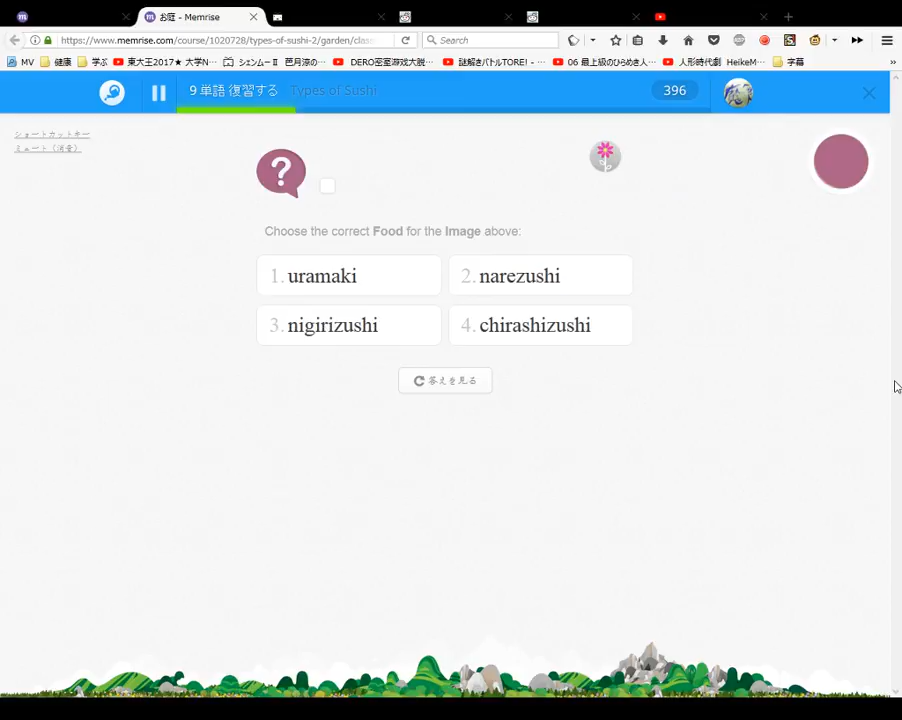 お庭 - Memrise
https://www.memrise.com/course/1020728/types-of-sushi-2/garden/clas
Search
MV
健康
学ぶ
東大王2017★ 大学N…
シェンムーⅡ 芭月涼の…
DERO密室游戏大脱…
謎解きバトルTORE! - …
06 最上級のひらめき人…
人形時代劇 HeikeM…
字幕
9 単語 復習する Types of Sushi
396
ショートカットキー
ミュート（消音）
?
Choose the correct Food for the Image above:
1. uramaki
2. narezushi
3. nigirizushi
4. chirashizushi
答えを見る